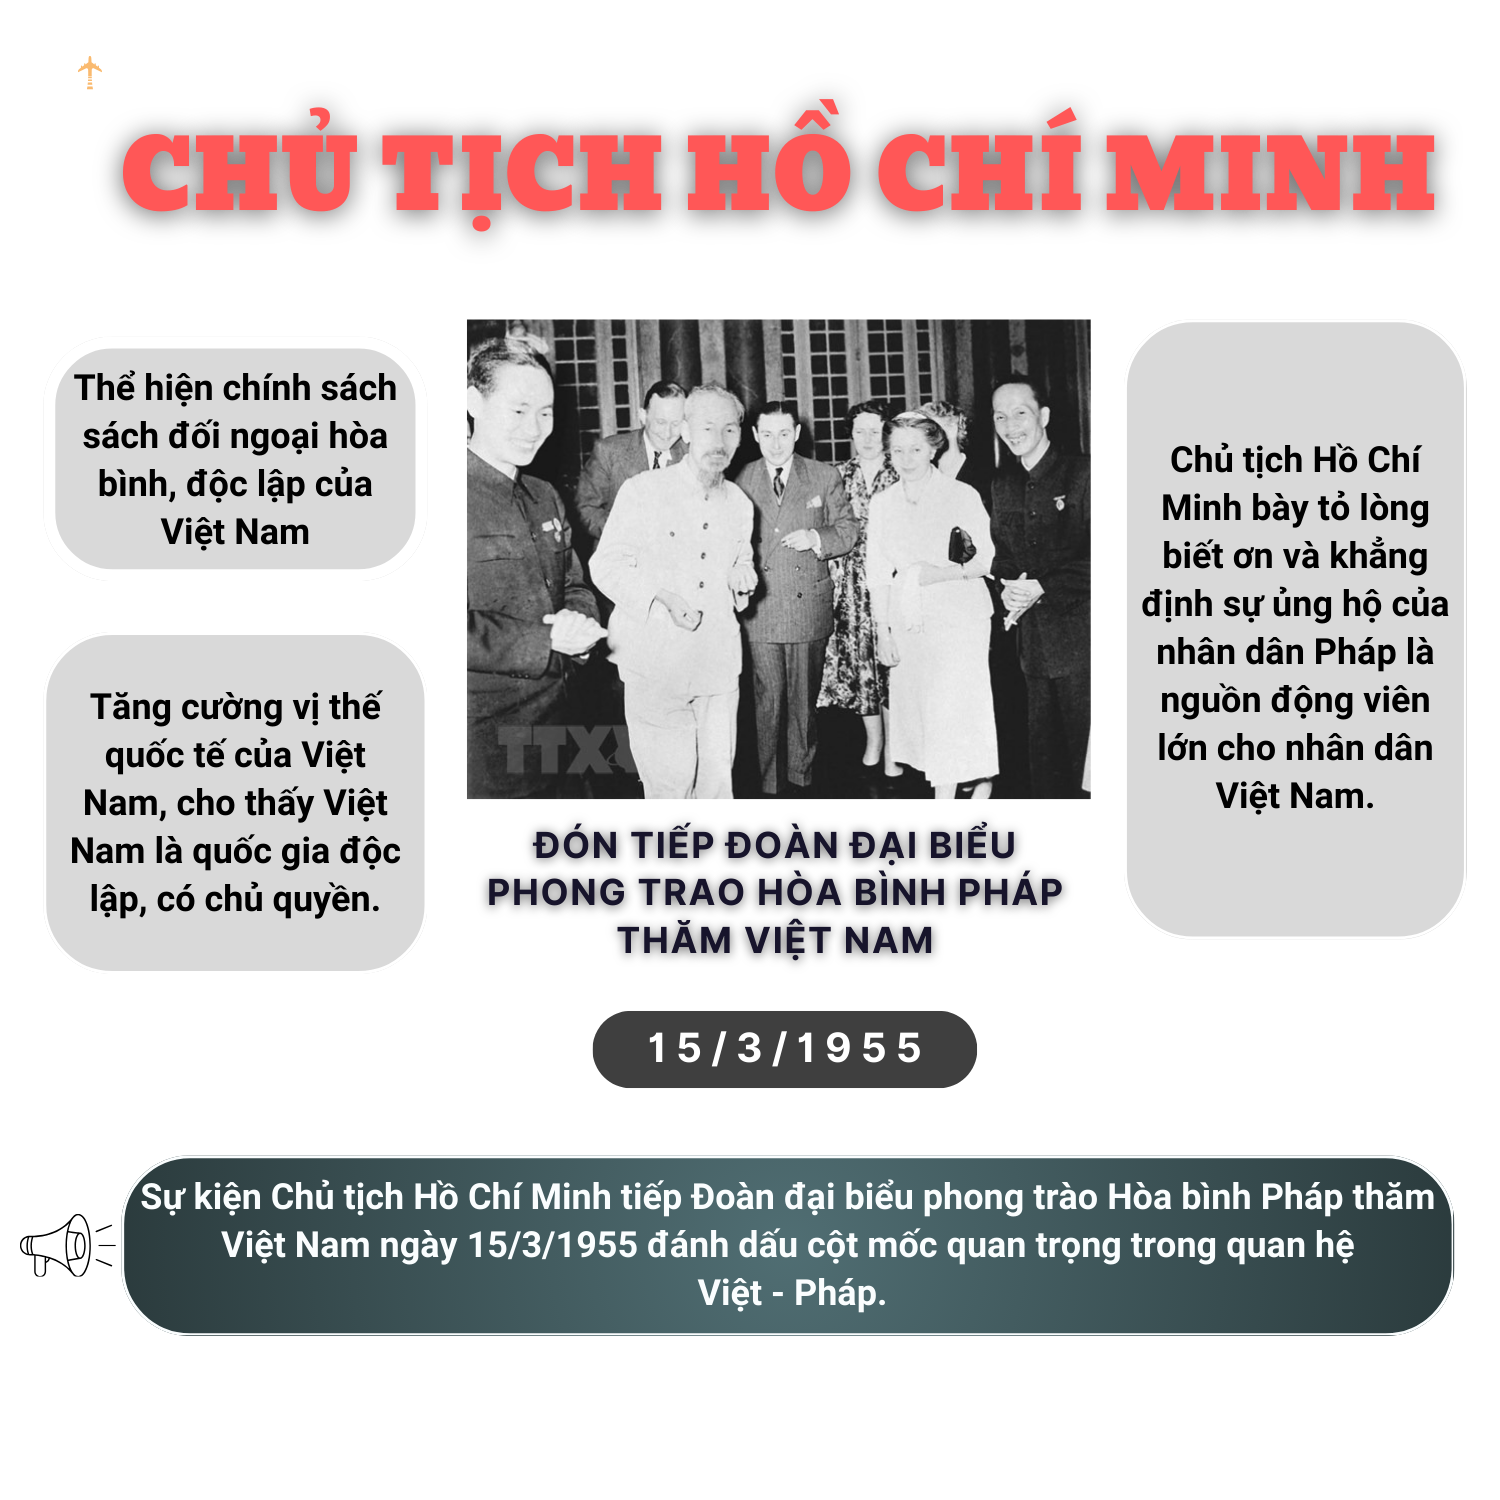 CHỦ TỊCH HỒ CHÍ MINH
Thể hiện chính sách
sách đối ngoại hòa
bình, độc lập của
Việt Nam
Tăng cường vị thế
quốc tế của Việt
Nam, cho thấy Việt
Nam là quốc gia độc
lập, có chủ quyền.
TTX
ĐÓN TIẾP ĐOÀN ĐẠI BIỂU
PHONG TRAO HÒA BÌNH PHÁP
THĂM VIỆT NAM
15/3/1955
Chủ tịch Hồ Chí
Minh bày tỏ lòng
biết ơn và khẳng
định sự ủng hộ của
nhân dân Pháp là
nguồn động viên
lớn cho nhân dân
Việt Nam.
Sự kiện Chủ tịch Hồ Chí Minh tiếp Đoàn đại biểu phong trào Hòa bình Pháp thăm
Việt Nam ngày 15/3/1955 đánh dấu cột mốc quan trọng trong quan hệ
Việt - Pháp.